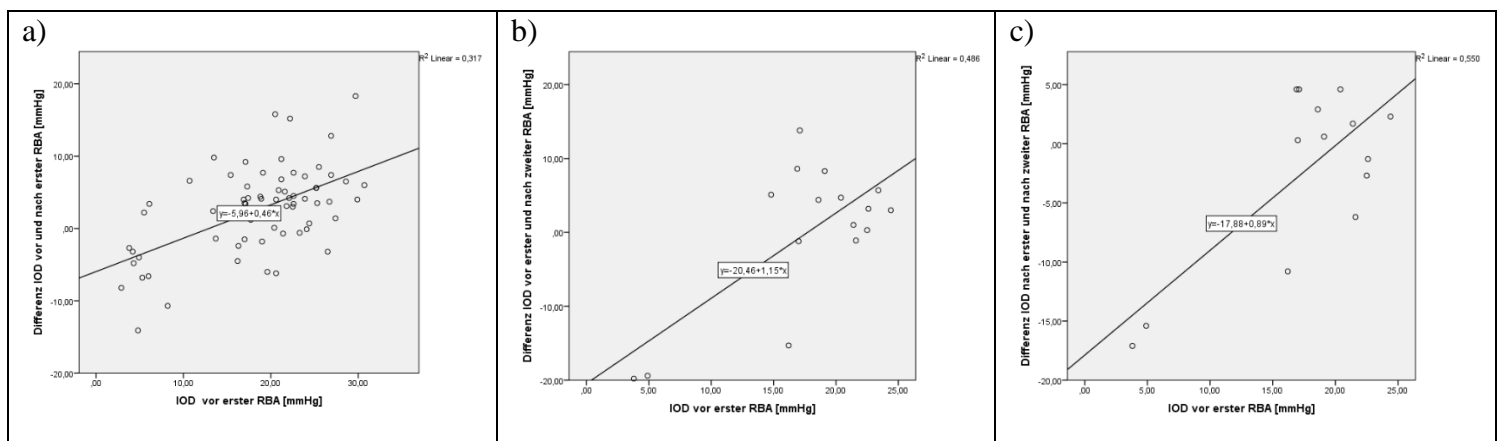 a)
R² Linear = 0,317
Differenz IOD vor und nach erster RBA [mmHg]
20,00
10,00
,00
-10,00
-20,00
y=-5,96+0,46*x
,00 10,00 20,00 30,00
IOD vor erster RBA [mmHg]
b)
R² Linear = 0,486
Differenz IOD vor erster und nach zweiter RBA [mmHg]
20,00
10,00
,00
-10,00
-20,00
y=-20,46+1,15*x
,00 5,00 10,00 15,00 20,00 25,00
IOD vor erster RBA [mmHg]
c)
R² Linear = 0,550
Differenz IOD nach erster und nach zweiter RBA [mmHg]
5,00
,00
-5,00
-10,00
-15,00
-20,00
y=-17,88+0,89*x
,00 5,00 10,00 15,00 20,00 25,00
IOD vor erster RBA [mmHg]